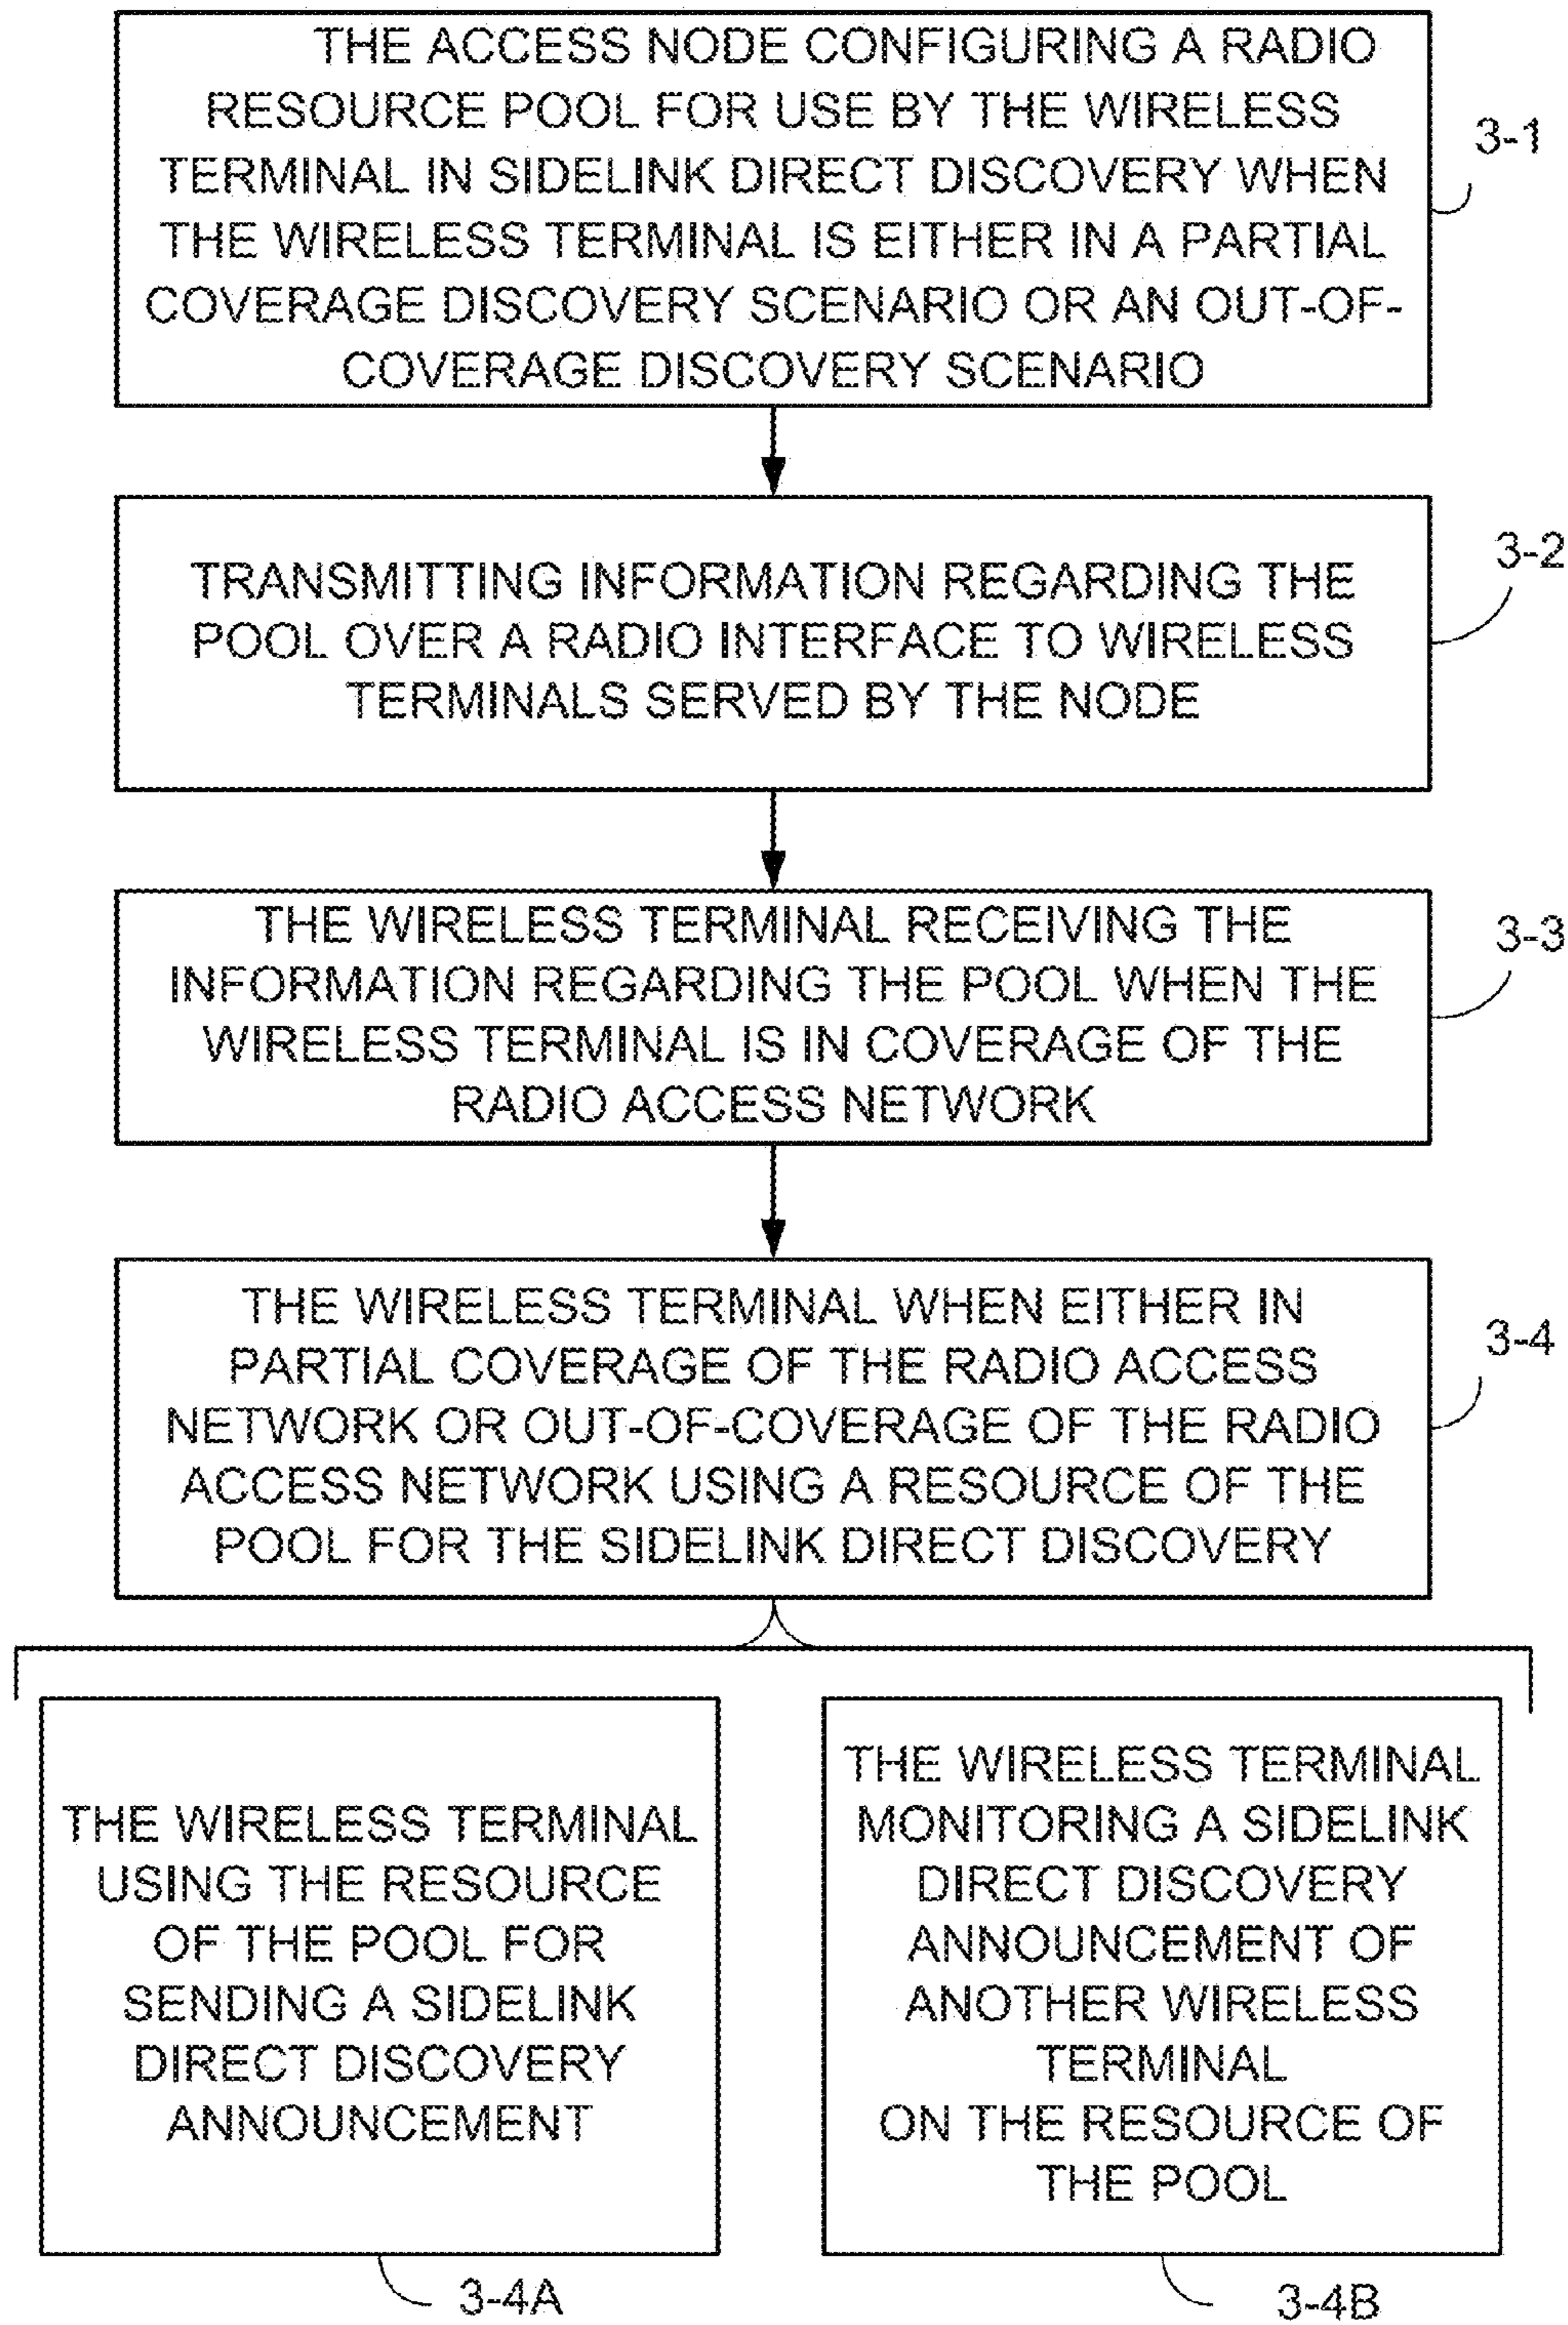 THE ACCESS NODE CONFIGURING A RADIO
RESOURCE POOL FOR USE BY THE WIRELESS
TERMINAL IN SIDELINK DIRECT DISCOVERY WHEN
THE WIRELESS TERMINAL IS EITHER IN A PARTIAL
COVERAGE DISCOVERY SCENARIO OR AN OUT-OF-
COVERAGE DISCOVERY SCENARIO
3-1
TRANSMITTING INFORMATION REGARDING THE
POOL OVER A RADIO INTERFACE TO WIRELESS
TERMINALS SERVED BY THE NODE
3-2
THE WIRELESS TERMINAL RECEIVING THE
INFORMATION REGARDING THE POOL WHEN THE
WIRELESS TERMINAL IS IN COVERAGE OF THE
RADIO ACCESS NETWORK
3-3
THE WIRELESS TERMINAL WHEN EITHER IN
PARTIAL COVERAGE OF THE RADIO ACCESS
NETWORK OR OUT-OF-COVERAGE OF THE RADIO
ACCESS NETWORK USING A RESOURCE OF THE
POOL FOR THE SIDELINK DIRECT DISCOVERY
3-4
THE WIRELESS TERMINAL
USING THE RESOURCE
OF THE POOL FOR
SENDING A SIDELINK
DIRECT DISCOVERY
ANNOUNCEMENT
3-4A
THE WIRELESS TERMINAL
MONITORING A SIDELINK
DIRECT DISCOVERY
ANNOUNCEMENT OF
ANOTHER WIRELESS
TERMINAL
ON THE RESOURCE OF
THE POOL
3-4B